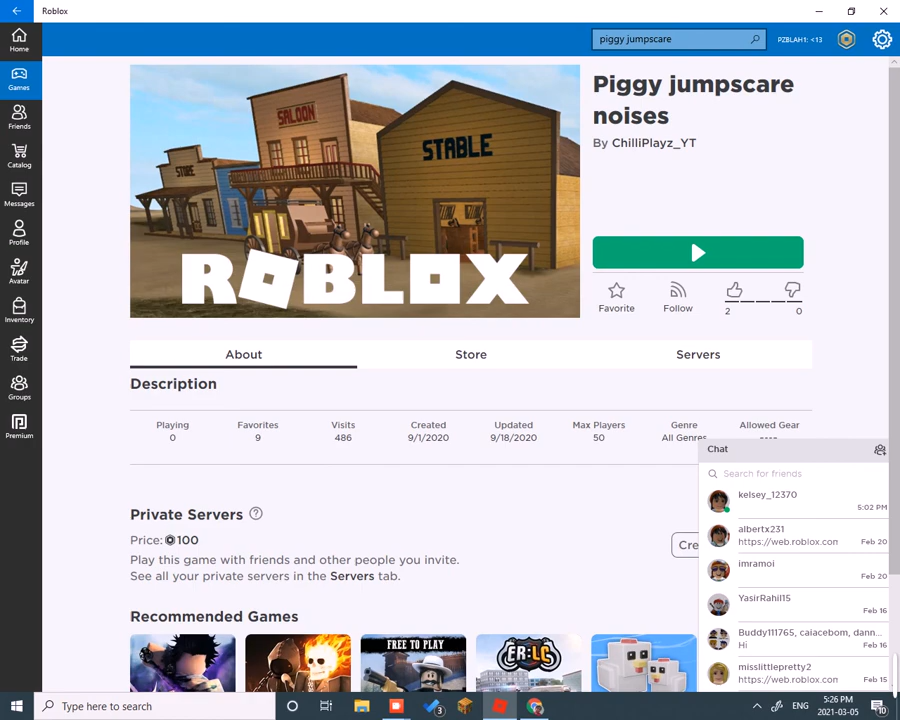 Roblox
piggy jumpscare
PZBLAH1: <13
Home
Games
Friends
Catalog
Messages
Profile
Avatar
Inventory
Trade
Groups
Premium
STORE
SALOON
STABLE
ROBLOX
Piggy jumpscare
noises
By ChilliPlayz_YT
Favorite
Follow
2
0
About
Store
Servers
Description
Playing
Favorites
Visits
Created
Updated
Max Players
Genre
Allowed Gear
0
9
486
9/1/2020
9/18/2020
50
All Genres
Private Servers ?
Price: 100
Play this game with friends and other people you invite.
See all your private servers in the Servers tab.
Cre
Recommended Games
FREE TO PLAY
ER:LC
Chat
Search for friends
kelsey_12370
5:02 PM
albertx231
https://web.roblox.com
Feb 20
imramoi
Feb 20
YasirRahil15
Feb 16
Buddy111765, caiacebom, dann...
Hi
Feb 16
misslittlepretty2
Feb 15
Type here to search
3
ENG
5:26 PM
2021-03-05
10